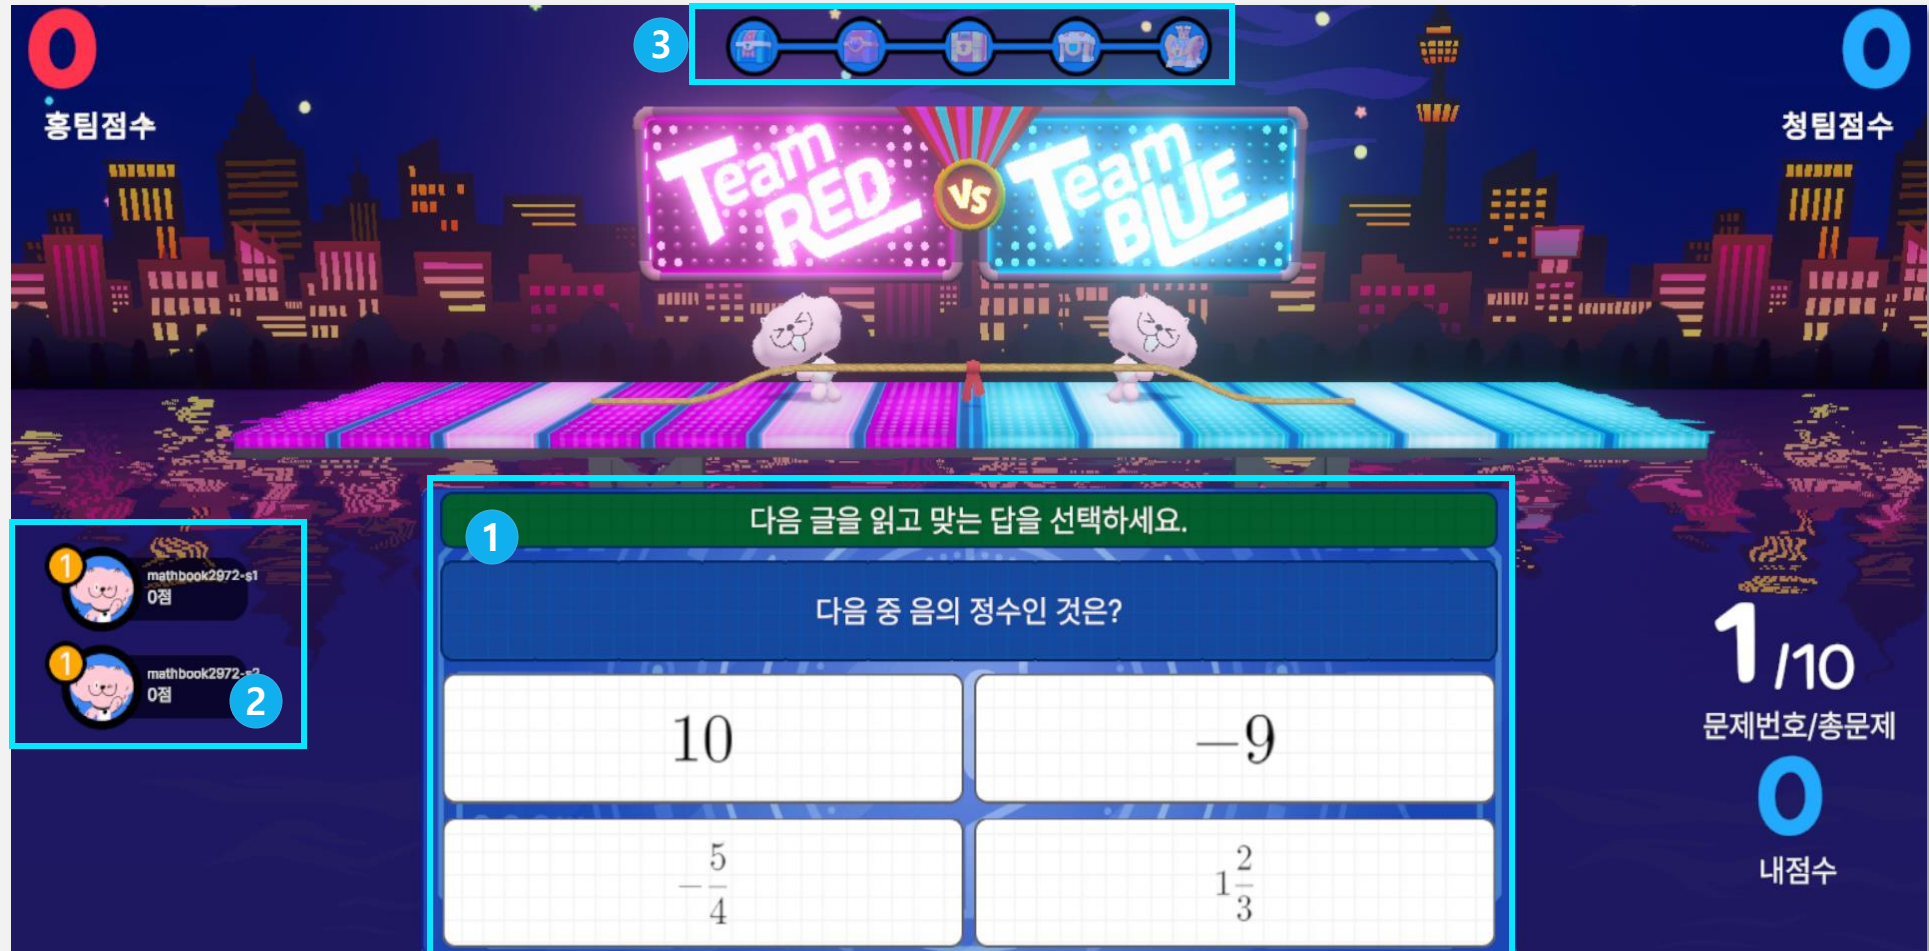 0
홍팀점수
3
0
청팀점수
Team
RED
VS
Team
BLUE
1
다음 글을 읽고 맞는 답을 선택하세요.
다음 중 음의 정수인 것은?
10
−9
−5/4
1 2/3
1
mathbook2972-s1
0점
1
mathbook2972-s2
0점
2
1/10
문제번호/총문제
0
내점수